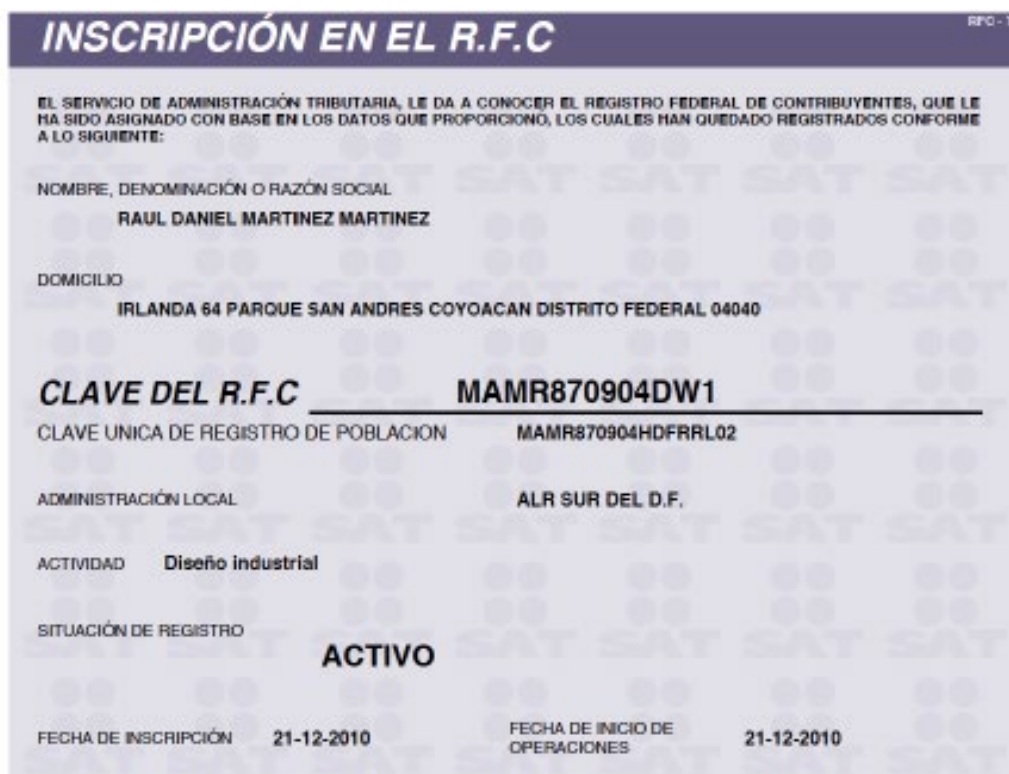 INSCRIPCIÓN EN EL R.F.C
EL SERVICIO DE ADMINISTRACIÓN TRIBUTARIA, LE DA A CONOCER EL REGISTRO FEDERAL DE CONTRIBUYENTES, QUE LE
HA SIDO ASIGNADO CON BASE EN LOS DATOS QUE PROPORCIONO, LOS CUALES HAN QUEDADO REGISTRADOS CONFORME
A LO SIGUIENTE:
NOMBRE, DENOMINACIÓN O RAZÓN SOCIAL
RAUL DANIEL MARTINEZ MARTINEZ
DOMICILIO
IRLANDA 64 PARQUE SAN ANDRES COYOACAN DISTRITO FEDERAL 04040
CLAVE DEL R.F.C MAMR870904DW1
CLAVE UNICA DE REGISTRO DE POBLACION MAMR870904HDFRRL02
ADMINISTRACIÓN LOCAL ALR SUR DEL D.F.
ACTIVIDAD Diseño industrial
SITUACIÓN DE REGISTRO
ACTIVO
FECHA DE INSCRIPCIÓN 21-12-2010 FECHA DE INICIO DE OPERACIONES 21-12-2010